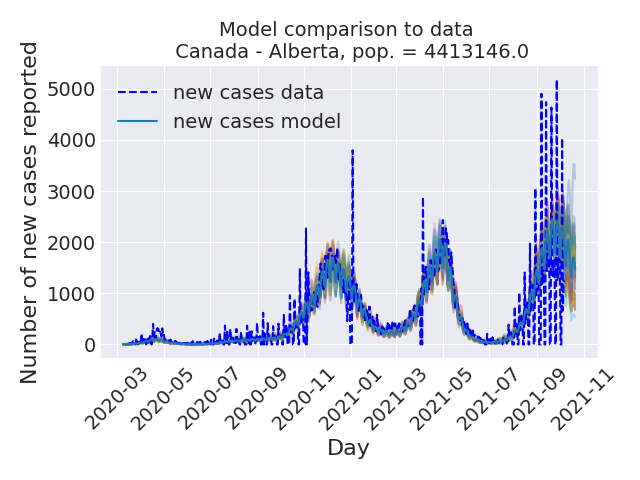 Model comparison to data
Canada - Alberta, pop. = 4413146.0
Number of new cases reported
5000
4000
3000
2000
1000
0
new cases data
new cases model
2020-03
2020-05
2020-07
2020-09
2020-11
2021-01
2021-03
2021-05
2021-07
2021-09
2021-11
Day